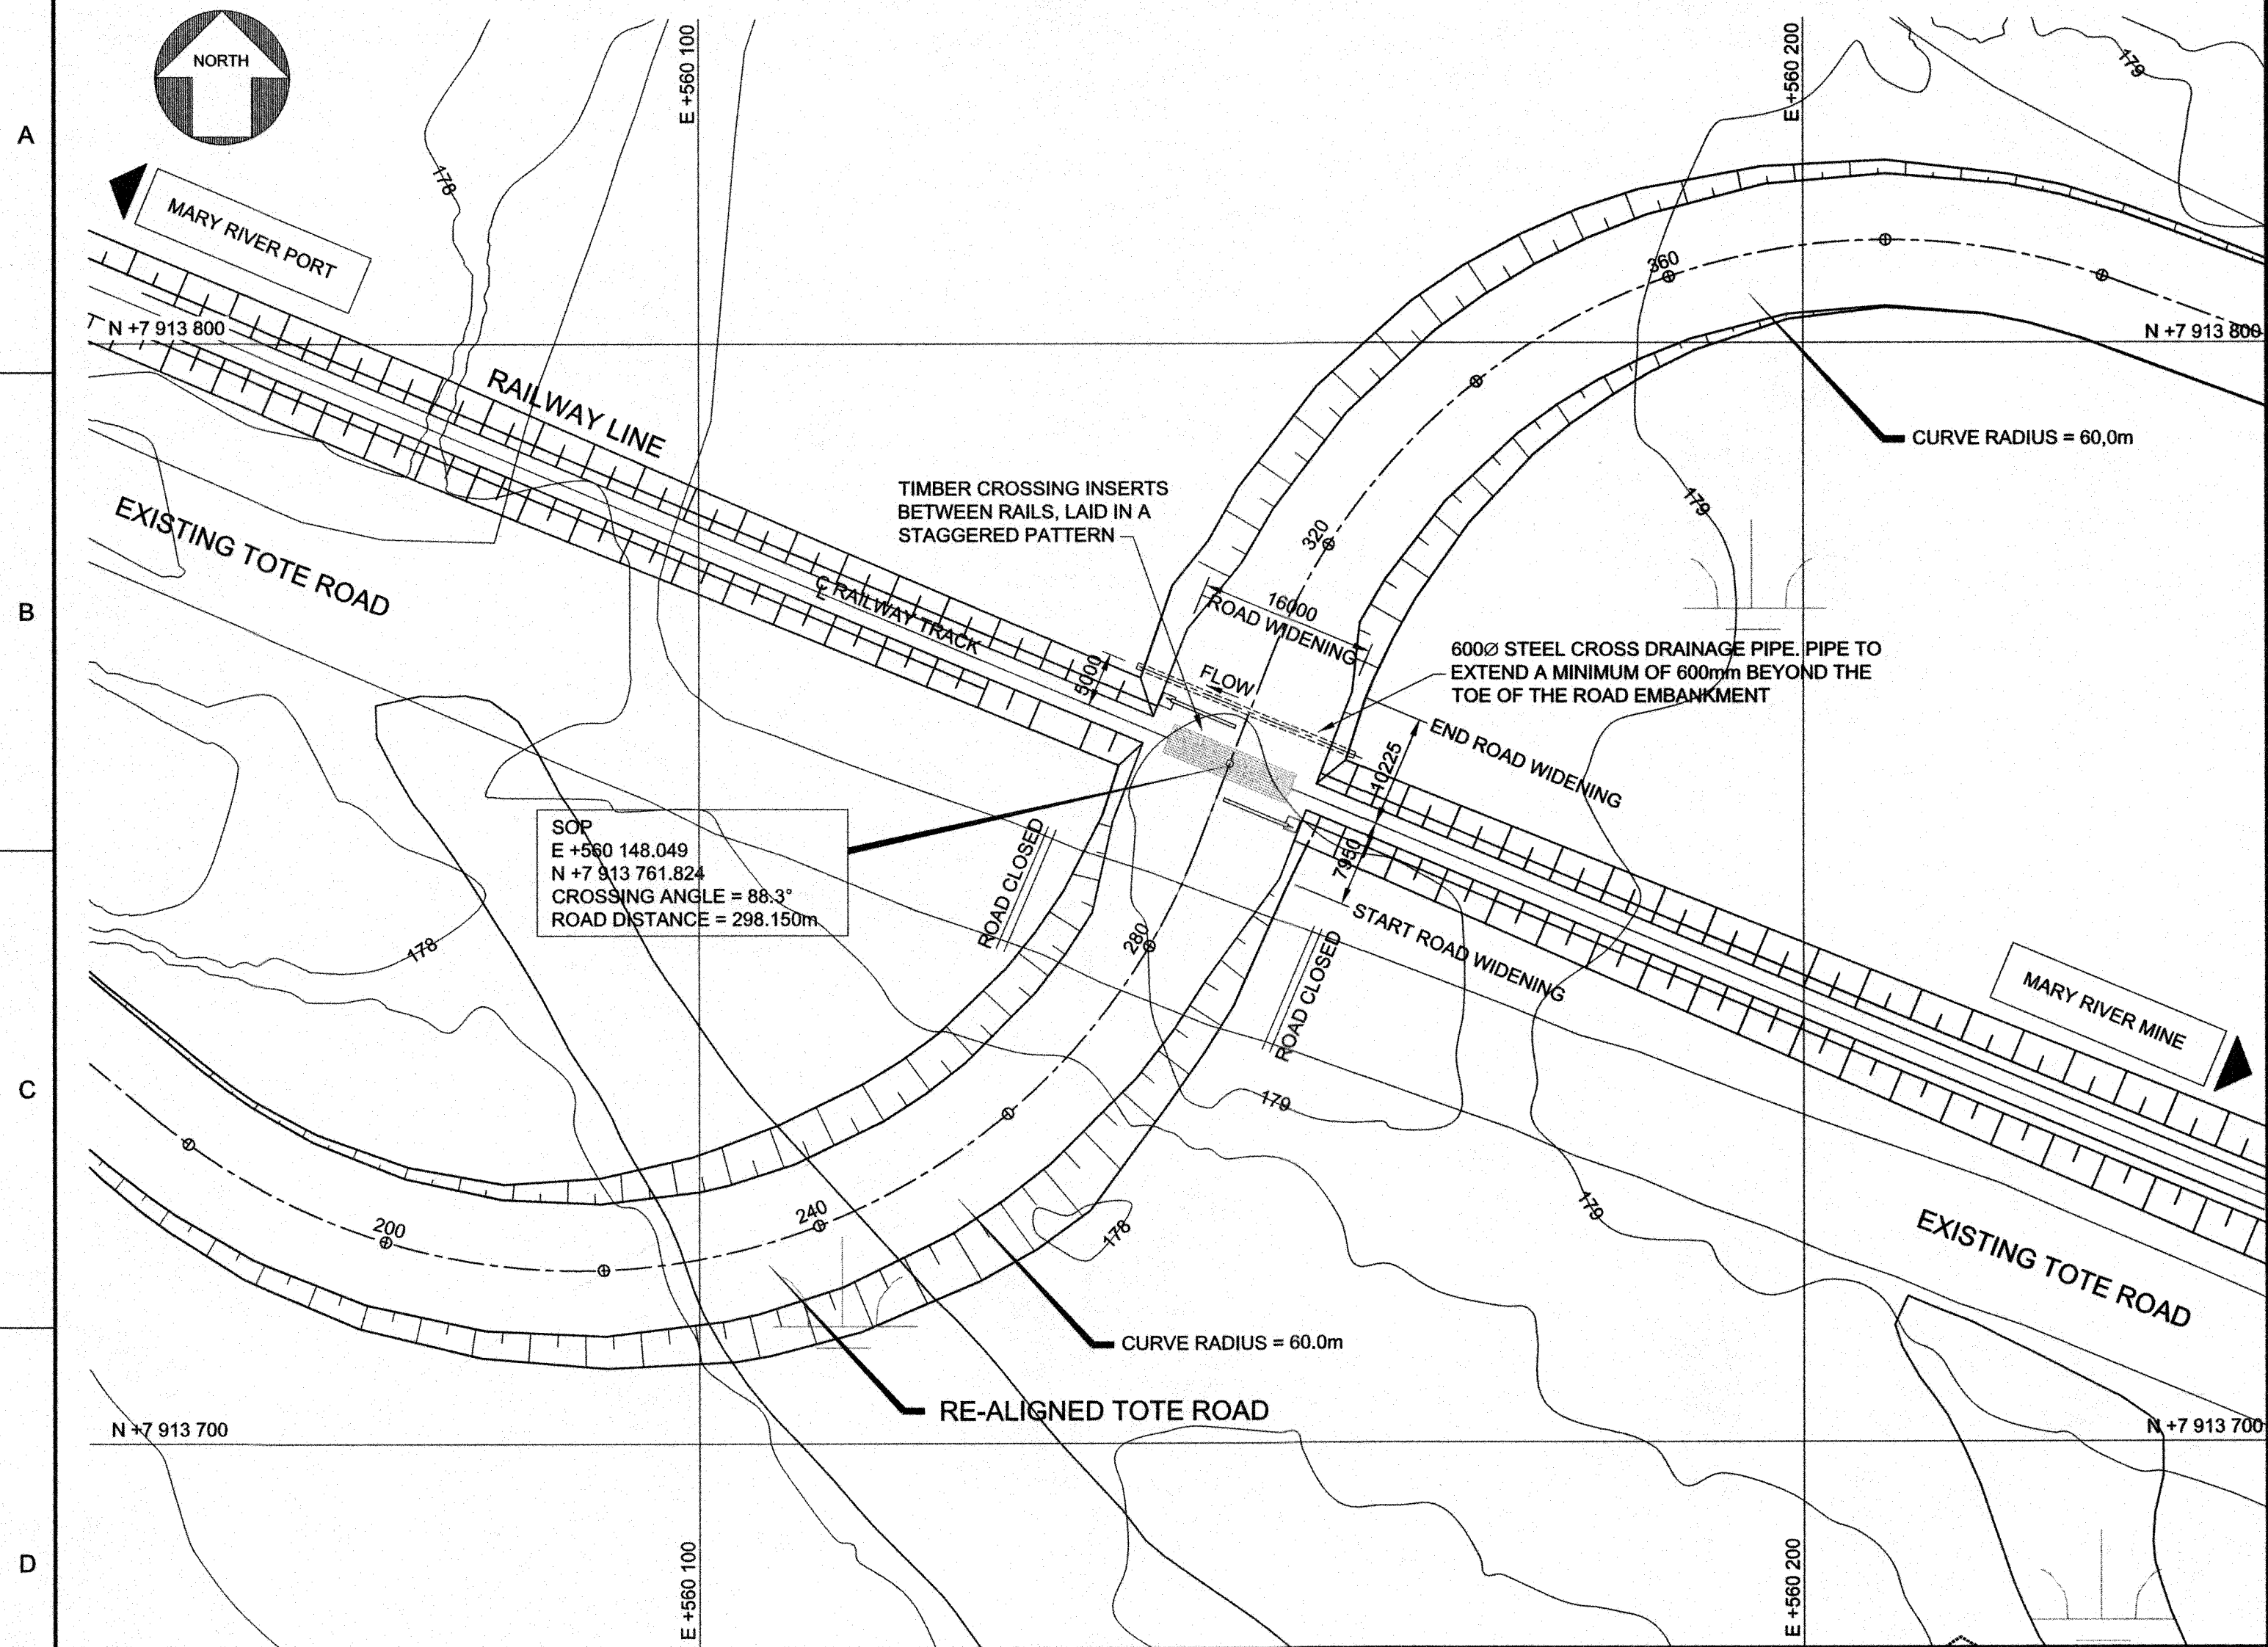 NORTH
E +560 100
E +560 200
179
A
178
MARY RIVER PORT
360
N +7 913 800
N +7 913 800
RAILWAY LINE
CURVE RADIUS = 60,0m
TIMBER CROSSING INSERTS
BETWEEN RAILS, LAID IN A
STAGGERED PATTERN
179
EXISTING TOTE ROAD
320
B
℄ RAILWAY TRACK
16000
ROAD WIDENING
600Ø STEEL CROSS DRAINAGE PIPE. PIPE TO
EXTEND A MINIMUM OF 600mm BEYOND THE
TOE OF THE ROAD EMBANKMENT
5000
FLOW
END ROAD WIDENING
10225
SOP
E +560 148.049
N +7 913 761.824
CROSSING ANGLE = 88.3°
ROAD DISTANCE = 298.150m
ROAD CLOSED
7950
START ROAD WIDENING
280
178
ROAD CLOSED
MARY RIVER MINE
C
179
179
200
240
178
EXISTING TOTE ROAD
CURVE RADIUS = 60.0m
RE-ALIGNED TOTE ROAD
N +7 913 700
N +7 913 700
D
E +560 100
E +560 200